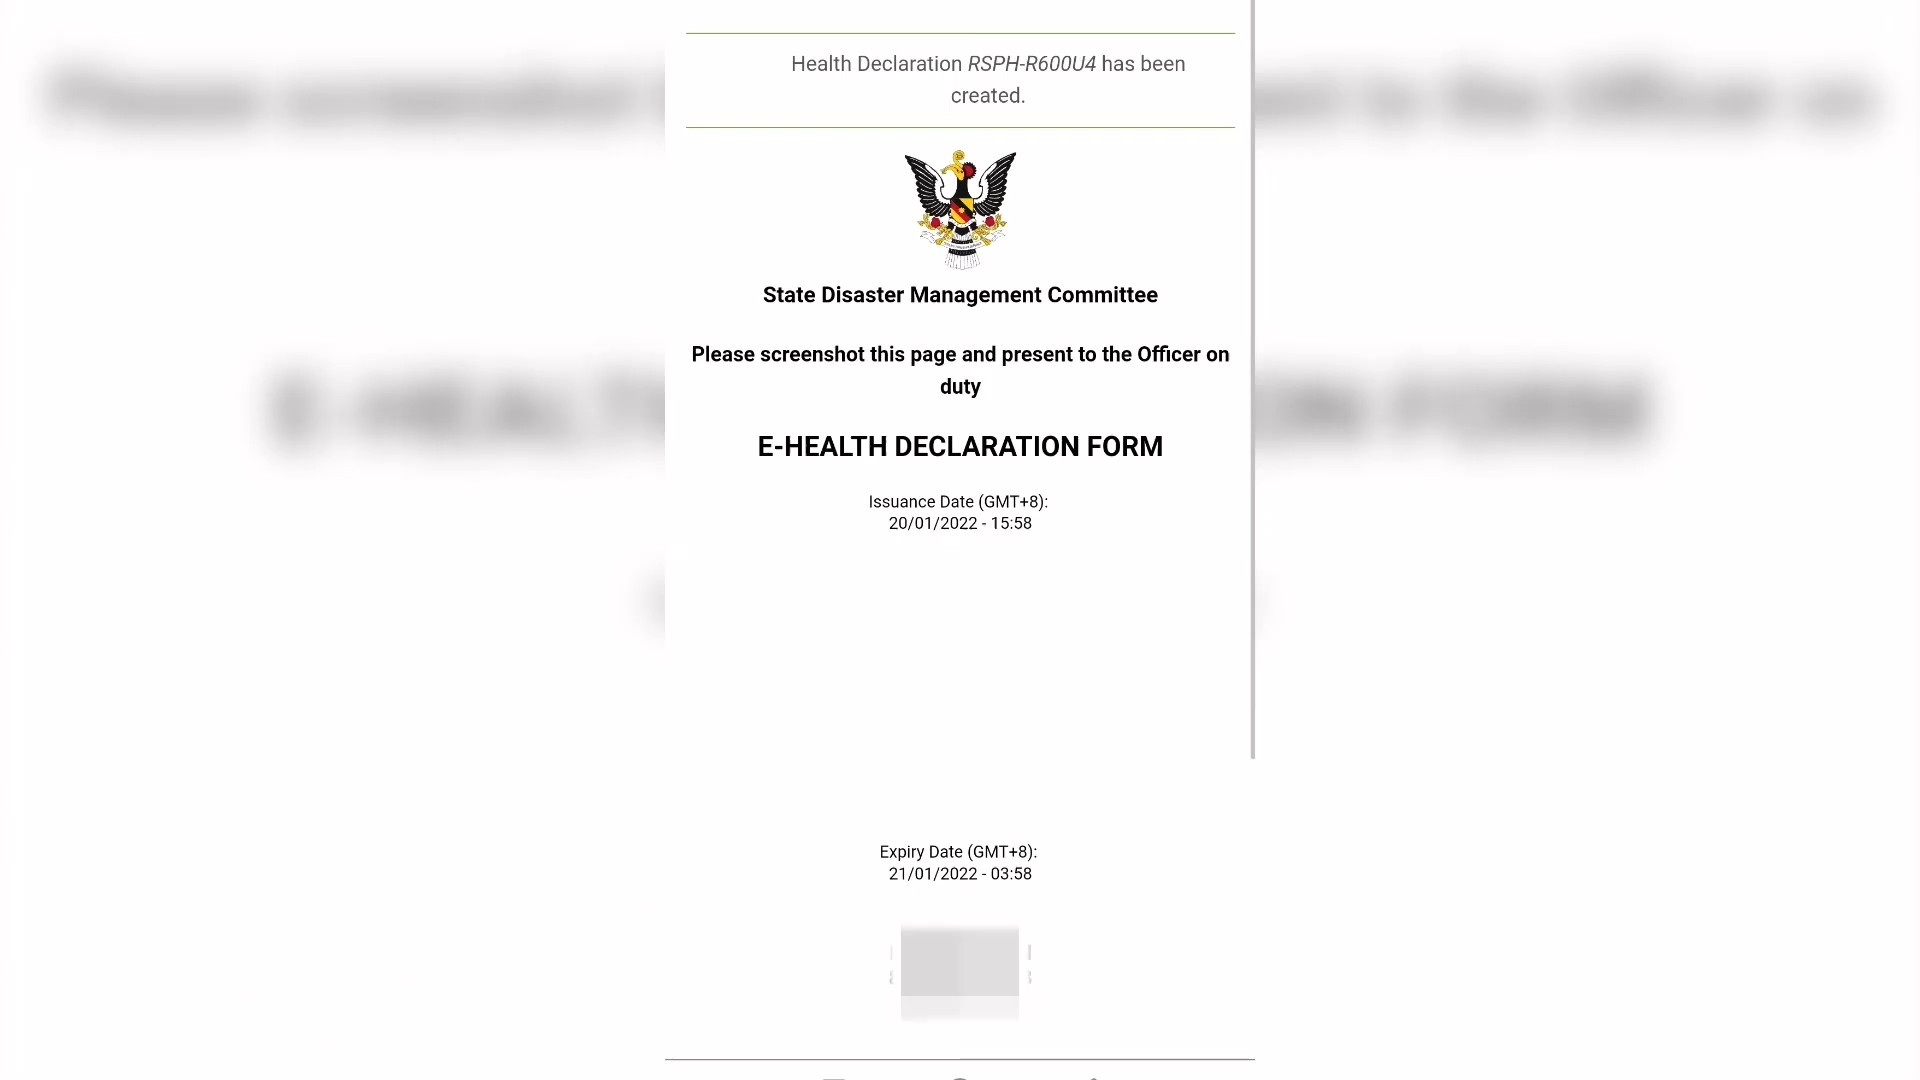 Health Declaration RSPH-R600U4 has been
created.
State Disaster Management Committee
Please screenshot this page and present to the Officer on
duty
E-HEALTH DECLARATION FORM
Issuance Date (GMT+8):
20/01/2022 - 15:58
Expiry Date (GMT+8):
21/01/2022 - 03:58